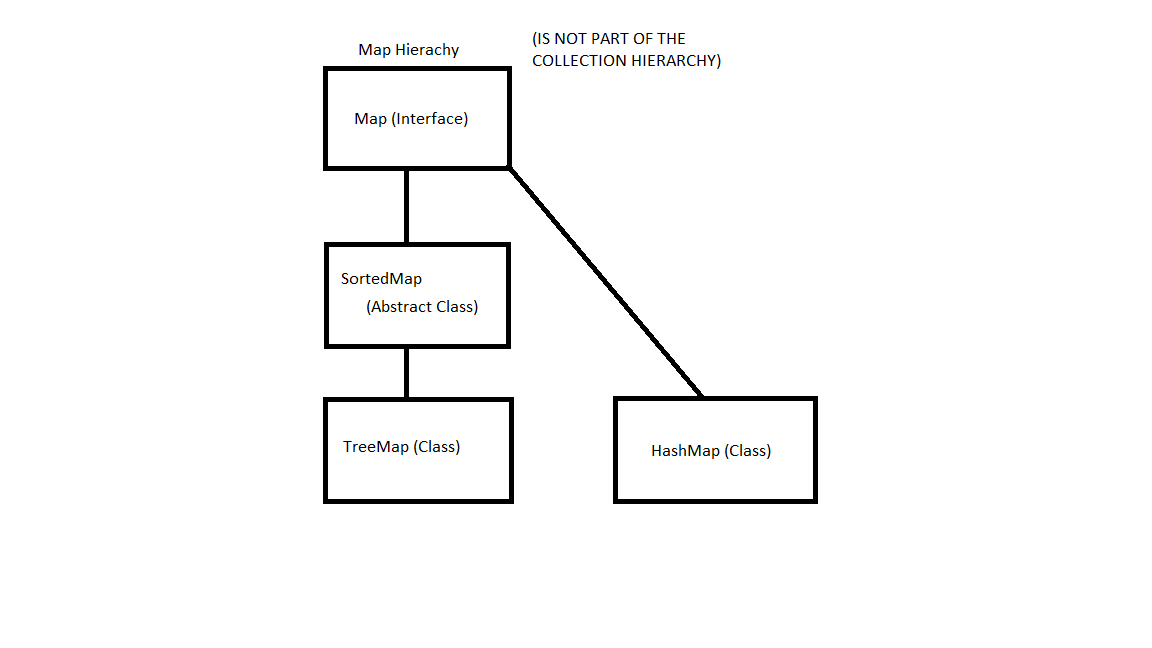 Map Hierachy
(IS NOT PART OF THE
COLLECTION HIERARCHY)
Map (Interface)
SortedMap
(Abstract Class)
TreeMap (Class)
HashMap (Class)